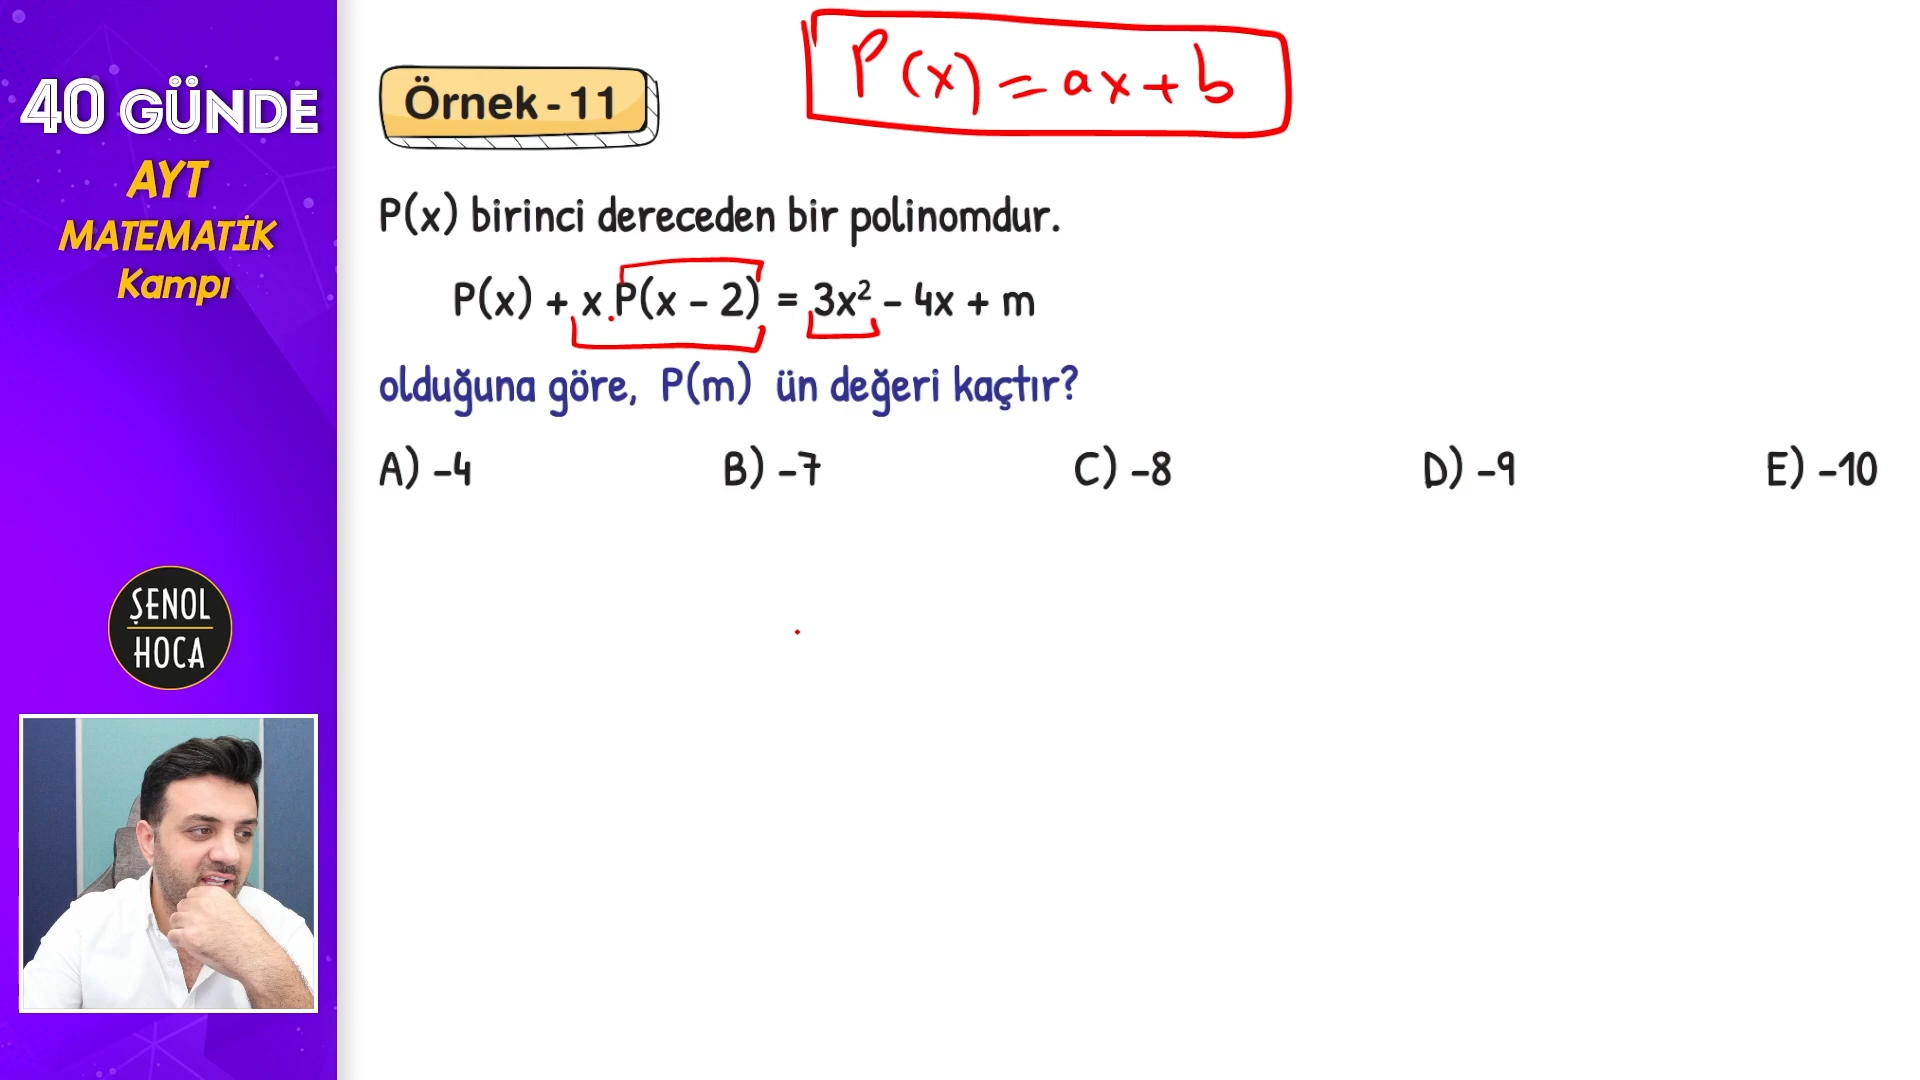 40 GÜNDE
AYT
MATEMATİK
Kampı
ŞENOL
HOCA
P(x) = ax + b
Örnek - 11
P(x) birinci dereceden bir polinomdur.
P(x) + x.P(x – 2) = 3x² – 4x + m
olduğuna göre, P(m) ün değeri kaçtır?
A) –4 B) –7 C) –8 D) –9 E) –10